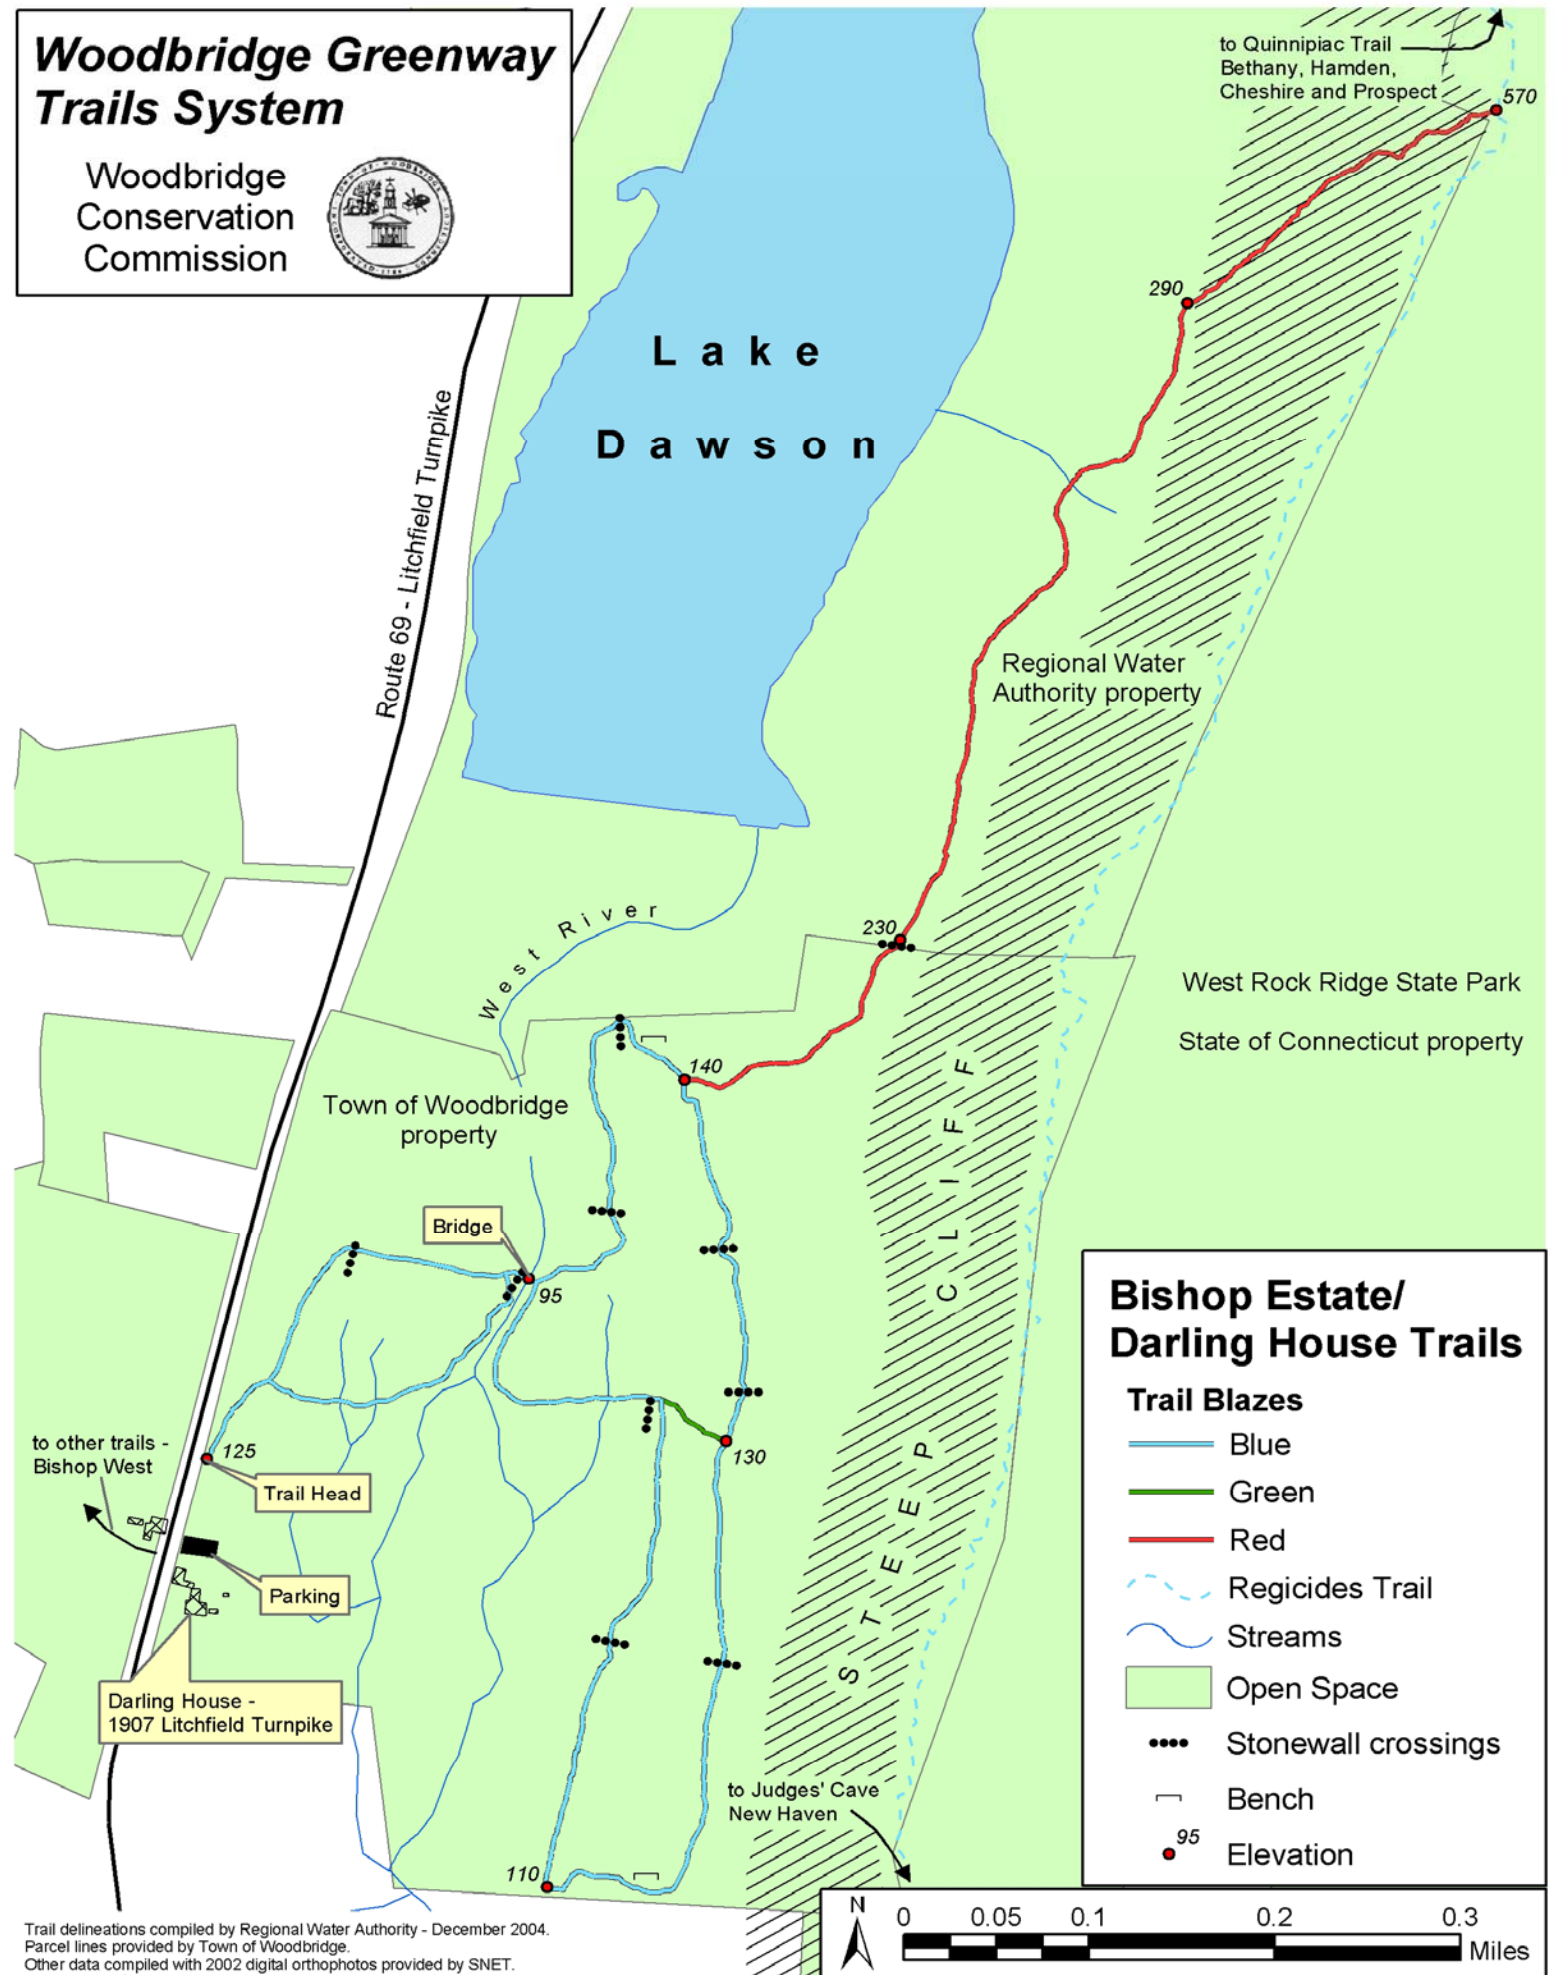 Woodbridge Greenway
Trails System
Woodbridge
Conservation
Commission
to Quinnipiac Trail
Bethany, Hamden,
Cheshire and Prospect
570
290
Lake
Dawson
Route 69 - Litchfield Turnpike
Regional Water
Authority property
230
West River
West Rock Ridge State Park
State of Connecticut property
140
Town of Woodbridge
property
Bridge
95
STEEP CLIFF
to other trails -
Bishop West
125
130
Trail Head
Parking
Darling House -
1907 Litchfield Turnpike
to Judges' Cave
New Haven
110
Bishop Estate/
Darling House Trails
Trail Blazes
Blue
Green
Red
Regicides Trail
Streams
Open Space
Stonewall crossings
Bench
95
Elevation
N
0 0.05 0.1 0.2 0.3
Miles
Trail delineations compiled by Regional Water Authority - December 2004.
Parcel lines provided by Town of Woodbridge.
Other data compiled with 2002 digital orthophotos provided by SNET.